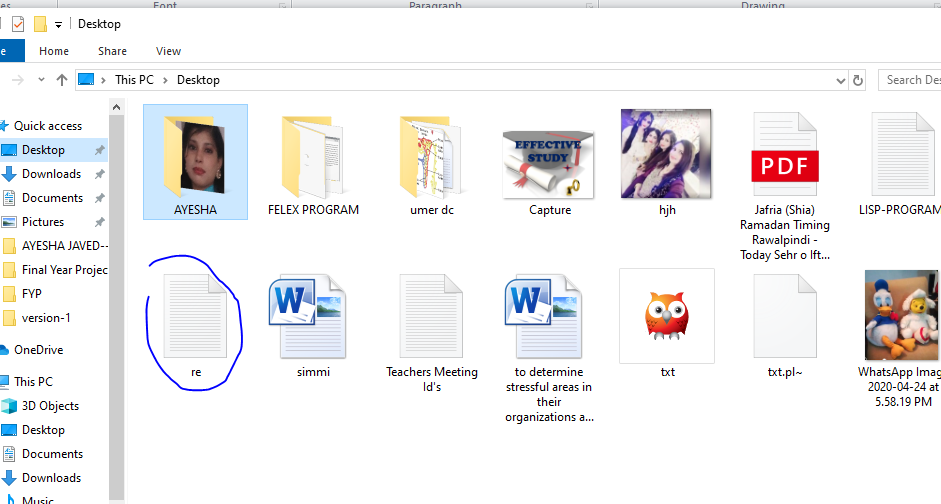 Font
Paragraph
Drawing
Desktop
Home
Share
View
This PC
Desktop
Search Des
Quick access
Desktop
Downloads
Documents
Pictures
AYESHA JAVED--
Final Year Projec
FYP
version-1
OneDrive
This PC
3D Objects
Desktop
Documents
Downloads
Music
AYESHA
FELEX PROGRAM
umer dc
EFFECTIVE
STUDY
Capture
hjh
PDF
Jafria (Shia)
Ramadan Timing
Rawalpindi -
Today Sehr o Ift...
LISP-PROGRAM
re
W
simmi
Teachers Meeting
Id's
W
to determine
stressful areas in
their
organizations a...
txt
txt.pl~
WhatsApp Imag
2020-04-24 at
5.58.19 PM